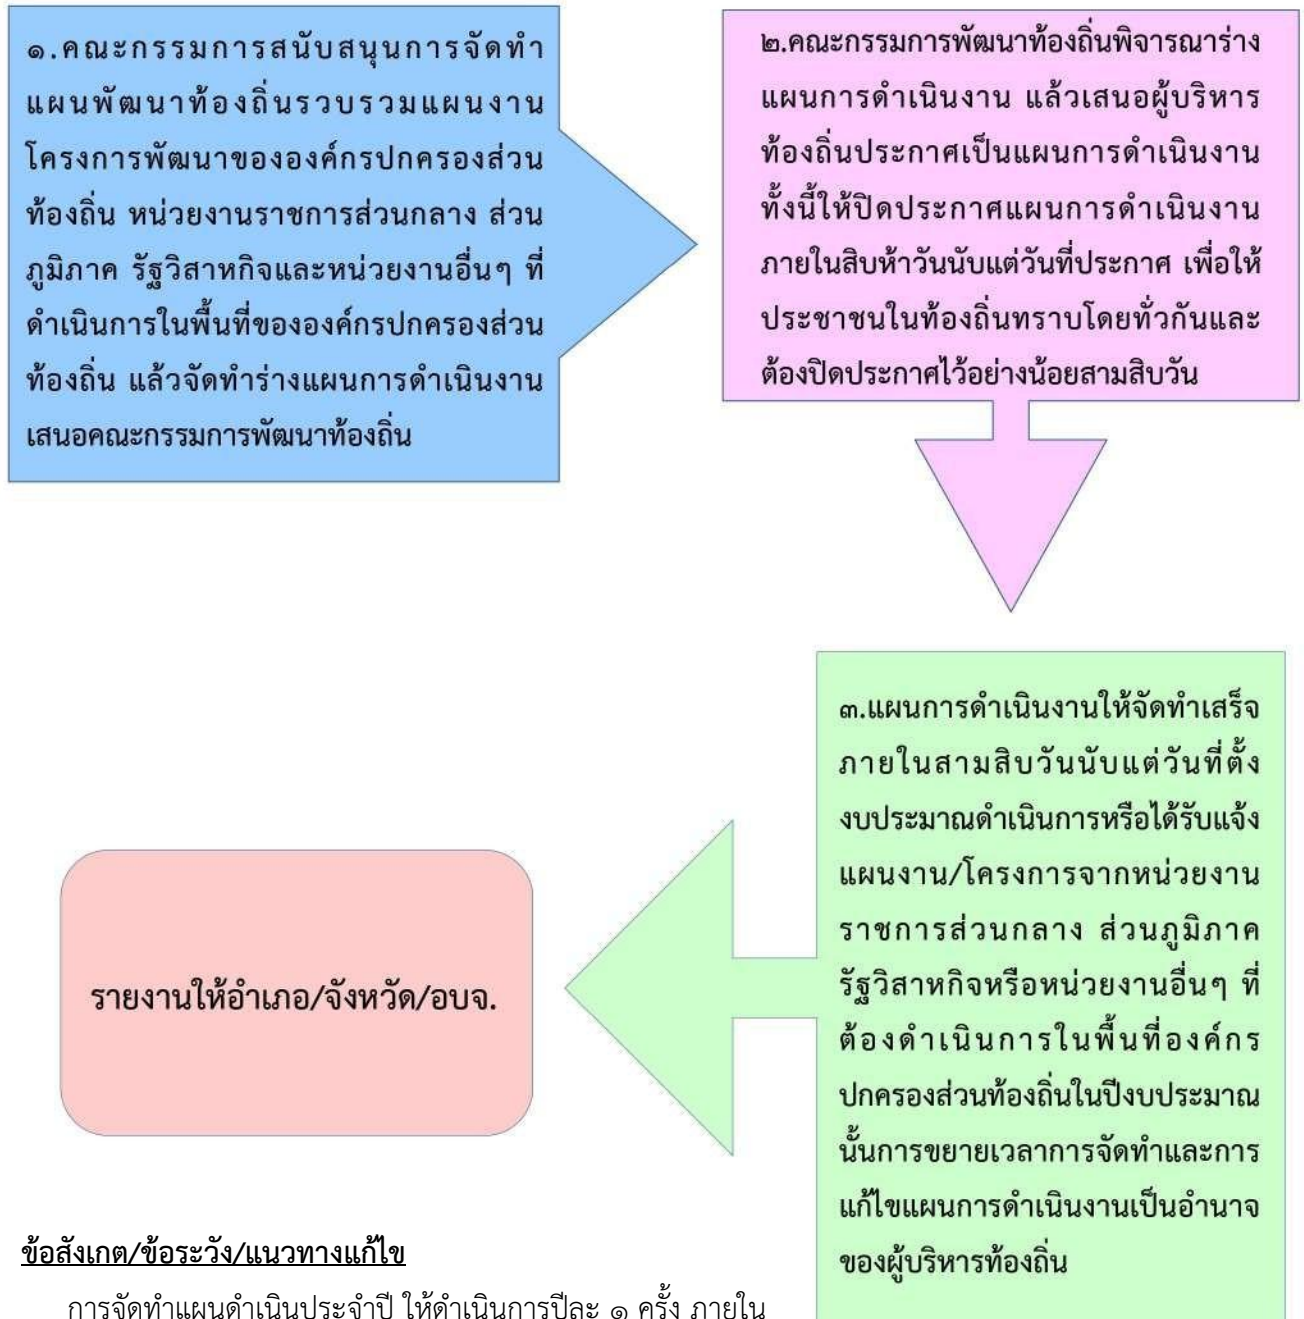 ๑.คณะกรรมการสนับสนุนการจัดทำ
แผนพัฒนาท้องถิ่นรวบรวมแผนงาน
โครงการพัฒนาขององค์กรปกครองส่วน
ท้องถิ่น หน่วยงานราชการส่วนกลาง ส่วน
ภูมิภาค รัฐวิสาหกิจและหน่วยงานอื่นๆ ที่
ดำเนินการในพื้นที่ขององค์กรปกครองส่วน
ท้องถิ่น แล้วจัดทำร่างแผนการดำเนินงาน
เสนอคณะกรรมการพัฒนาท้องถิ่น
๒.คณะกรรมการพัฒนาท้องถิ่นพิจารณาร่าง
แผนการดำเนินงาน แล้วเสนอผู้บริหาร
ท้องถิ่นประกาศเป็นแผนการดำเนินงาน
ทั้งนี้ให้ปิดประกาศแผนการดำเนินงาน
ภายในสิบห้าวันนับแต่วันที่ประกาศ เพื่อให้
ประชาชนในท้องถิ่นทราบโดยทั่วกันและ
ต้องปิดประกาศไว้อย่างน้อยสามสิบวัน
๓.แผนการดำเนินงานให้จัดทำเสร็จ
ภายในสามสิบวันนับแต่วันที่ตั้ง
งบประมาณดำเนินการหรือได้รับแจ้ง
แผนงาน/โครงการจากหน่วยงาน
ราชการส่วนกลาง ส่วนภูมิภาค
รัฐวิสาหกิจหรือหน่วยงานอื่นๆ ที่
ต้องดำเนินการในพื้นที่องค์กร
ปกครองส่วนท้องถิ่นในปีงบประมาณ
นั้นการขยายเวลาการจัดทำและการ
แก้ไขแผนการดำเนินงานเป็นอำนาจ
ของผู้บริหารท้องถิ่น
รายงานให้อำเภอ/จังหวัด/อบจ.
ข้อสังเกต/ข้อระวัง/แนวทางแก้ไข
การจัดทำแผนดำเนินประจำปี ให้ดำเนินการปีละ ๑ ครั้ง ภายใน